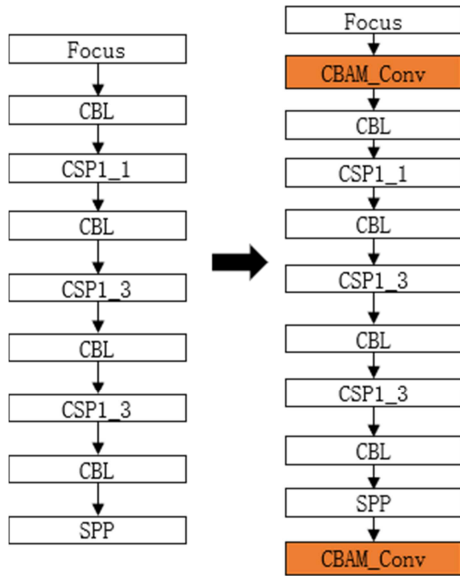 Focus
CBL
CSP1_1
CBL
CSP1_3
CBL
CSP1_3
CBL
SPP
Focus
CBAM_Conv
CBL
CSP1_1
CBL
CSP1_3
CBL
CSP1_3
CBL
SPP
CBAM_Conv